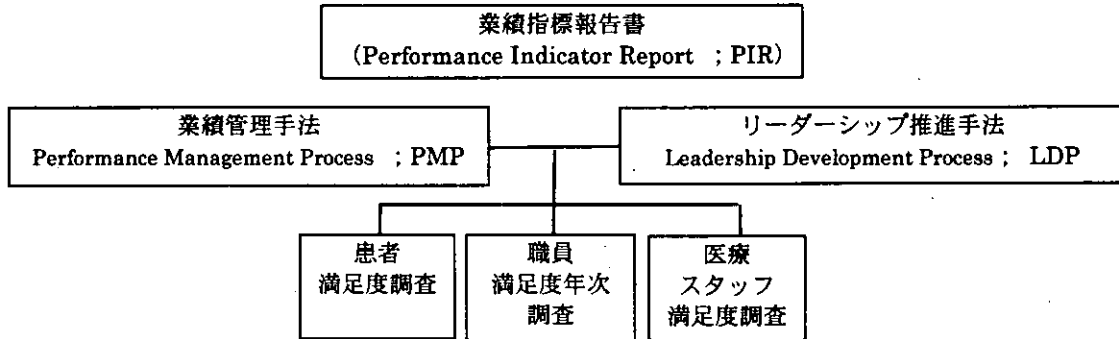 業績指標報告書
(Performance Indicator Report ; PIR)
業績管理手法
Performance Management Process ; PMP
リーダーシップ推進手法
Leadership Development Process ; LDP
患者
満足度調査
職員
満足度年次
調査
医療
スタッフ
満足度調査